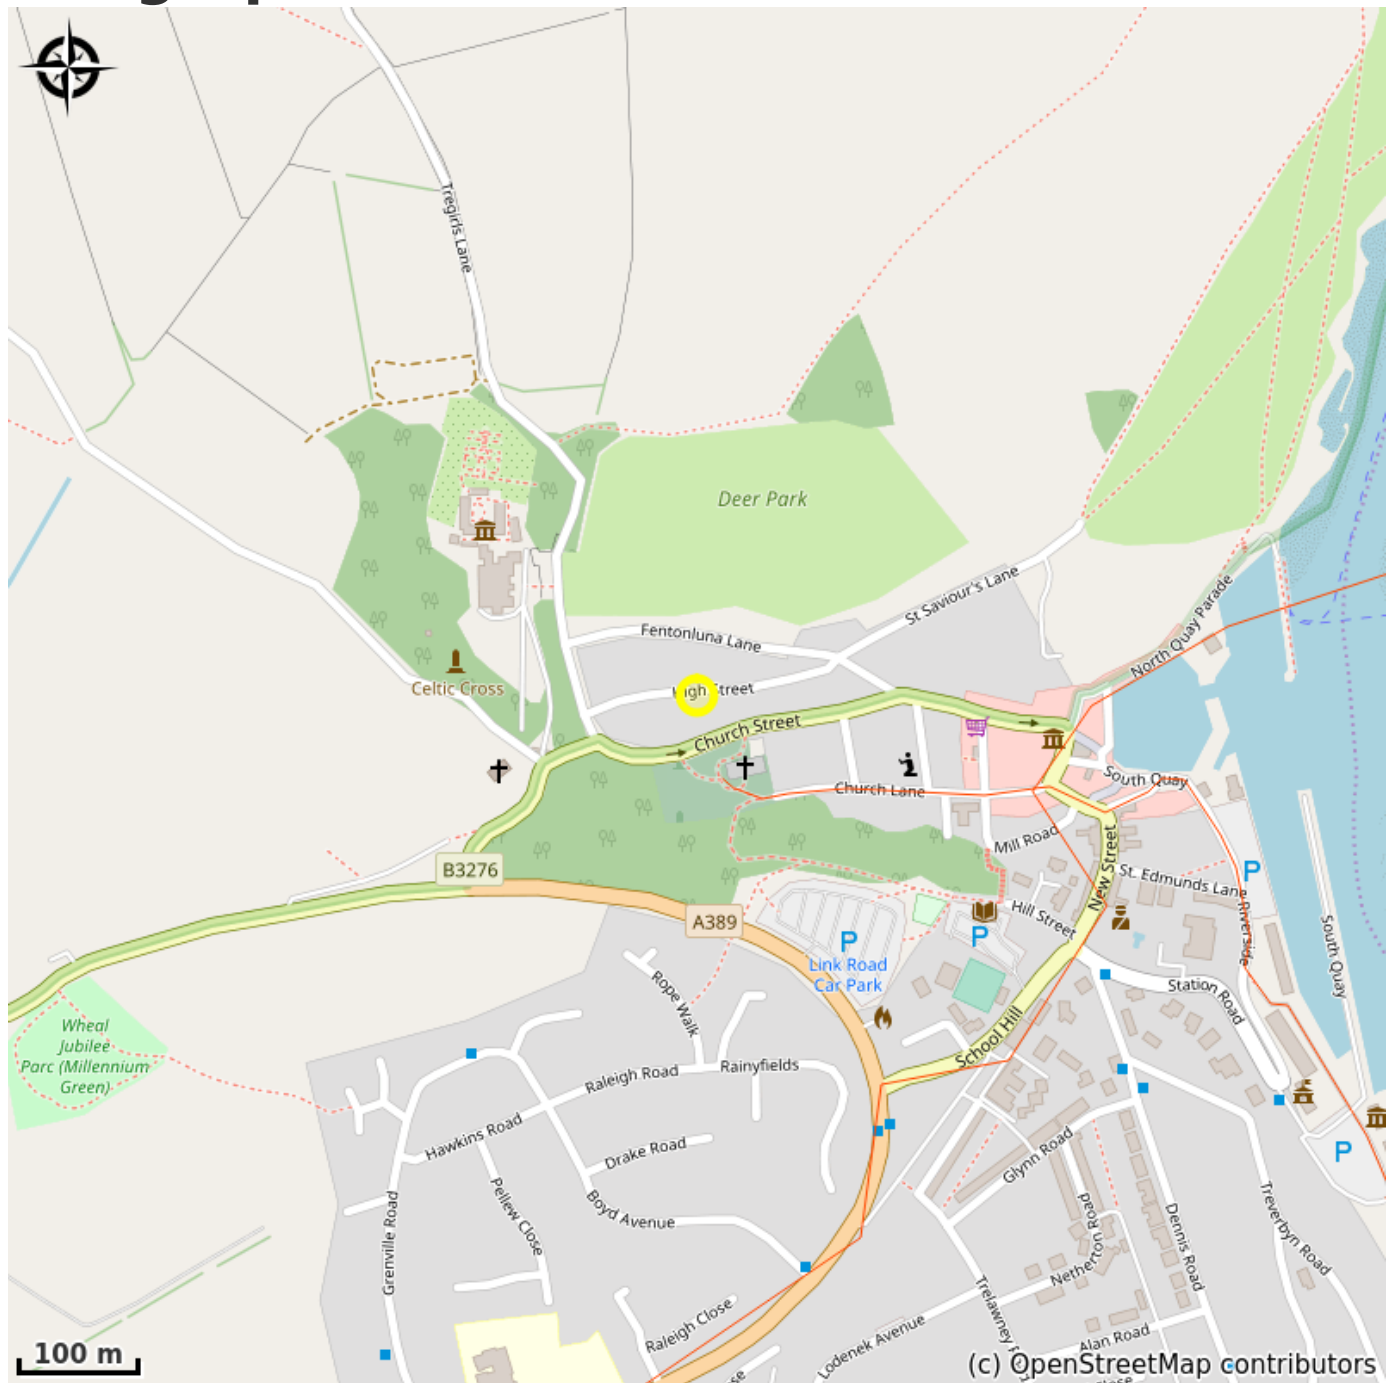 Tregirls Lane
Deer Park
St Saviour's Lane
Fentonluna Lane
North Quay Parade
Celtic Cross
High Street
Church Street
Church Lane
South Quay
Mill Road
New Street
B3276
St. Edmunds Lane
Riverside
Hill Street
A389
P
P
P
Link Road
Car Park
South Quay
Station Road
Rope Walk
School Hill
Wheal
Jubilee
Parc (Millennium
Green)
Raleigh Road
Rainyfields
Hawkins Road
Drake Road
Glynn Road
P
Pellew Close
Boyd Avenue
Grenville Road
Netherton Road
Dennis Road
Treverbyn Road
Raleigh Close
Lodenek Avenue
Trelawney
Alan Road
100 m
(c) OpenStreetMap contributors